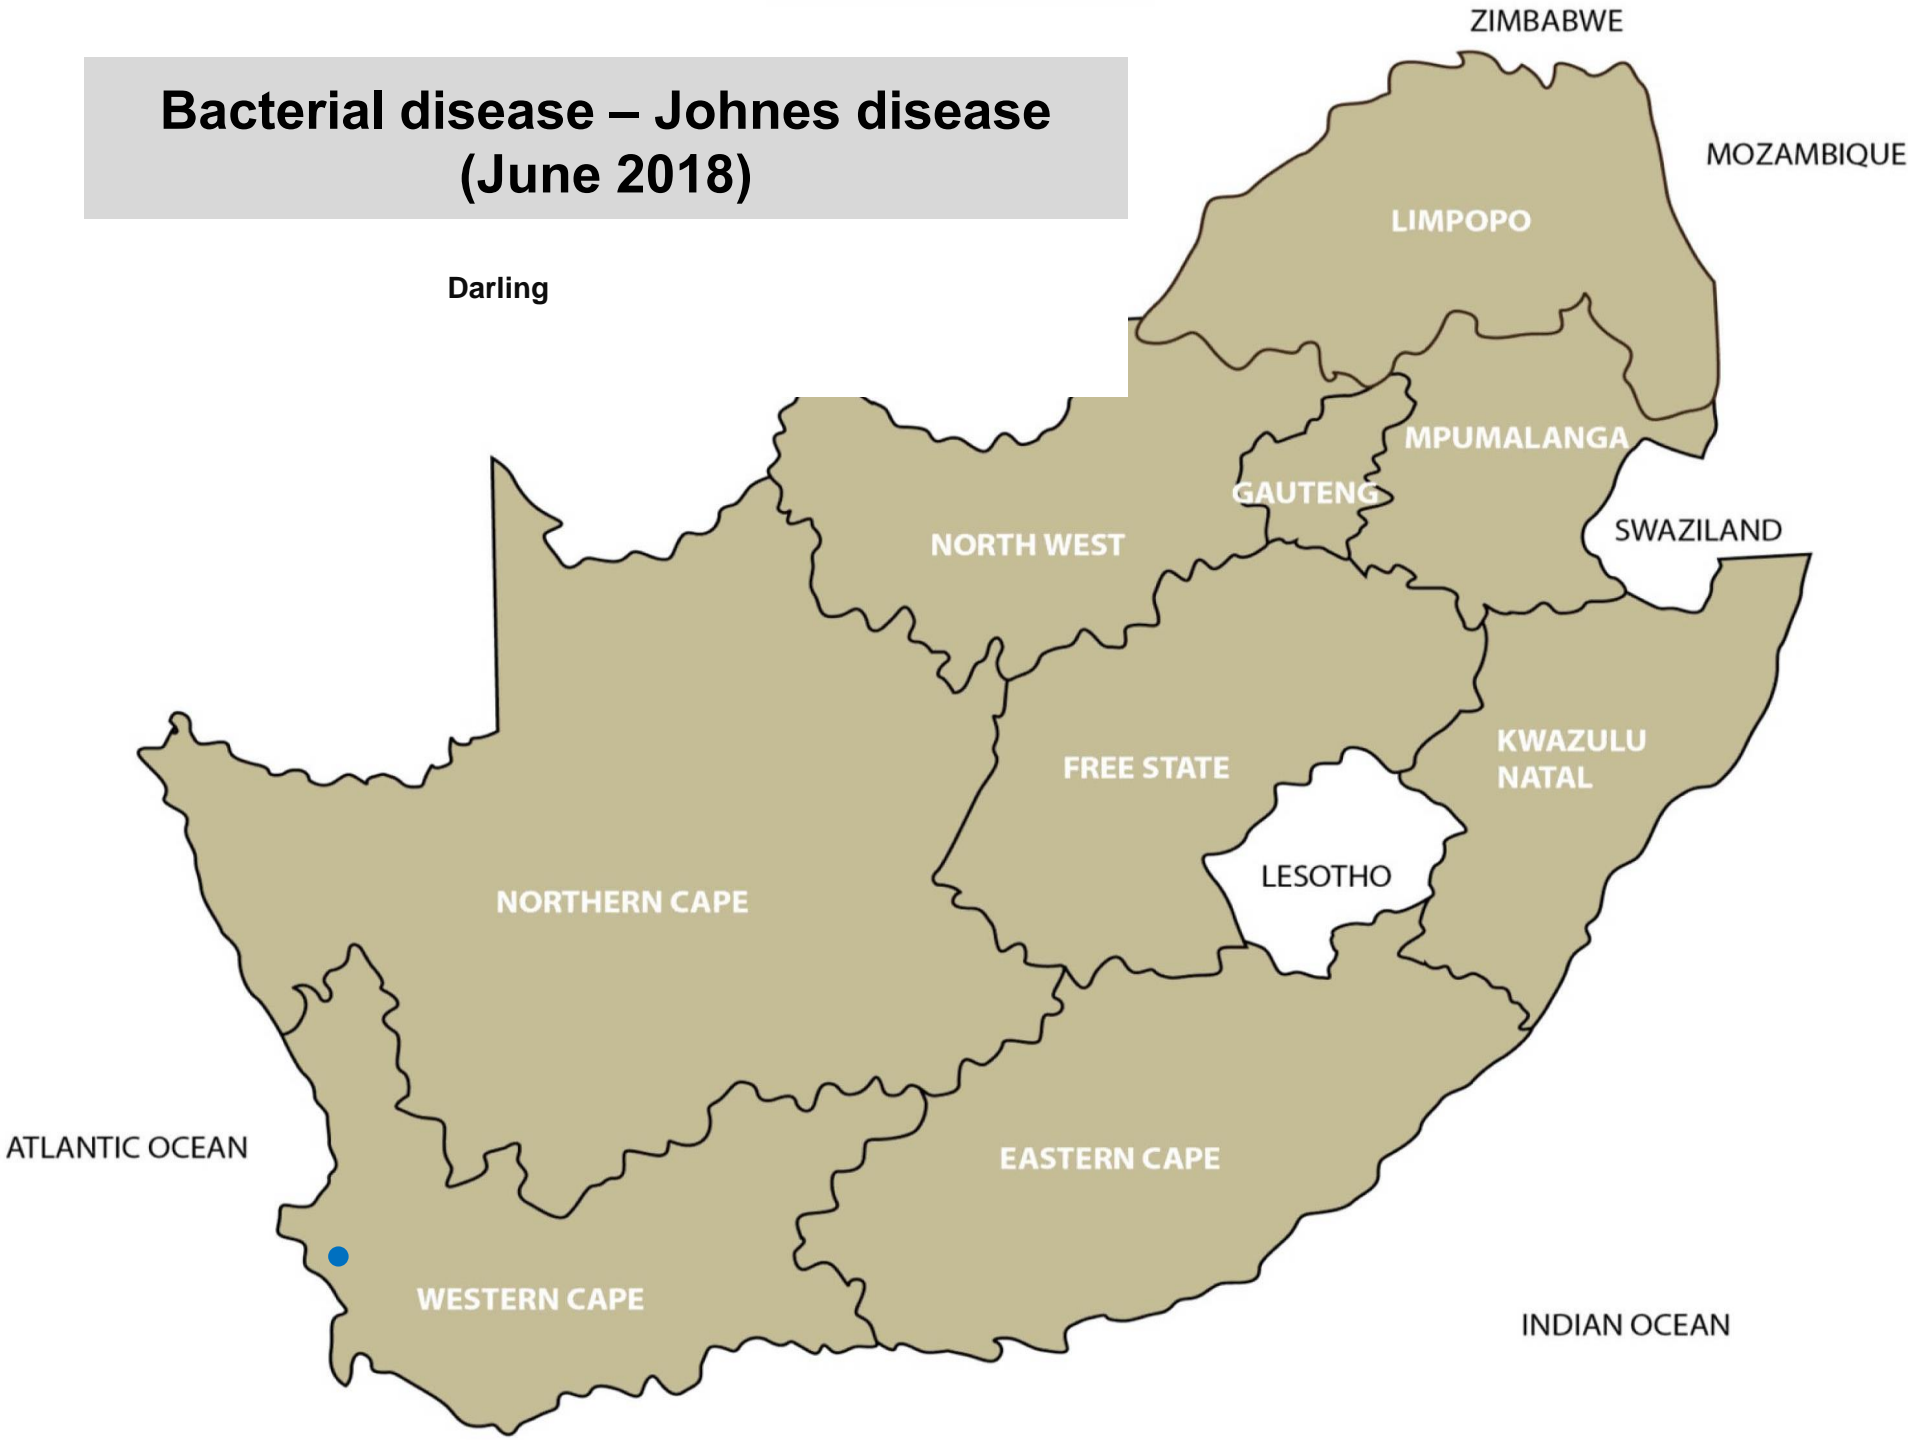 ZIMBABWE
Bacterial disease – Johnes disease
(June 2018)
MOZAMBIQUE
LIMPOPO
Darling
MPUMALANGA
GAUTENG
SWAZILAND
NORTH WEST
KWAZULU
NATAL
FREE STATE
LESOTHO
NORTHERN CAPE
ATLANTIC OCEAN
EASTERN CAPE
WESTERN CAPE
INDIAN OCEAN